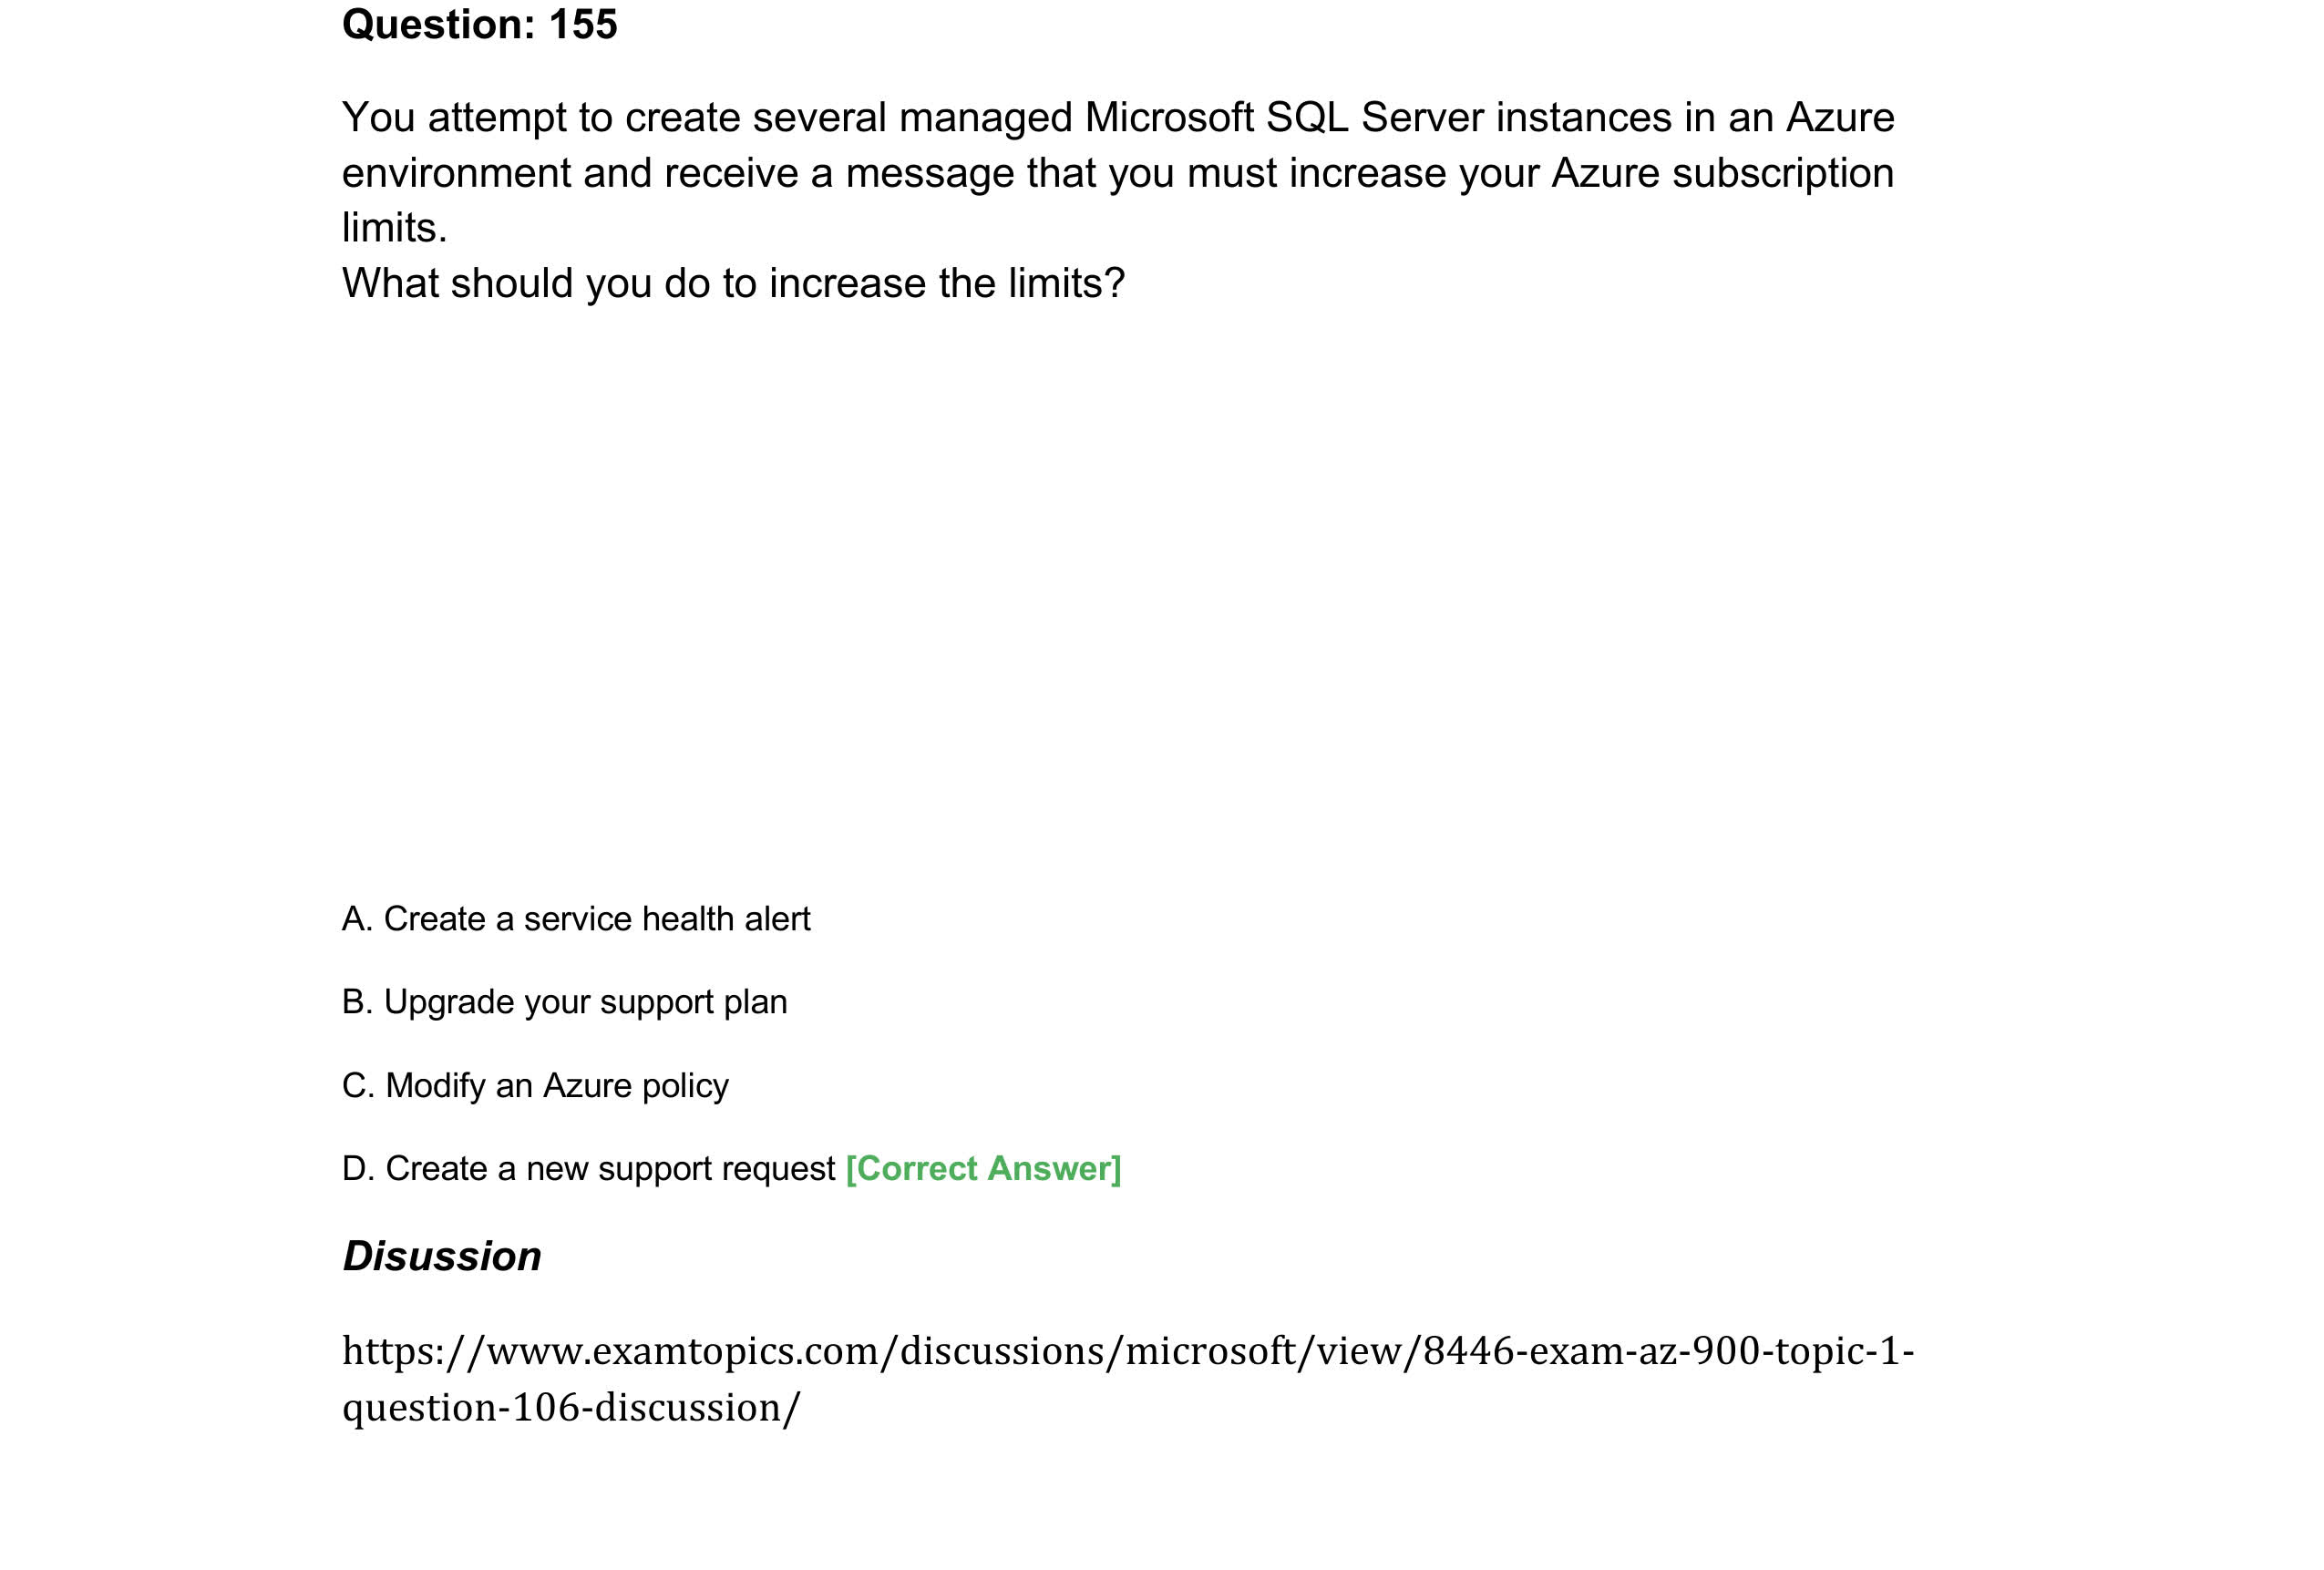 Question: 155
You attempt to create several managed Microsoft SQL Server instances in an Azure
environment and receive a message that you must increase your Azure subscription
limits.
What should you do to increase the limits?
A. Create a service health alert
B. Upgrade your support plan
C. Modify an Azure policy
D. Create a new support request [Correct Answer]
Disussion
https://www.examtopics.com/discussions/microsoft/view/8446-exam-az-900-topic-1-
question-106-discussion/